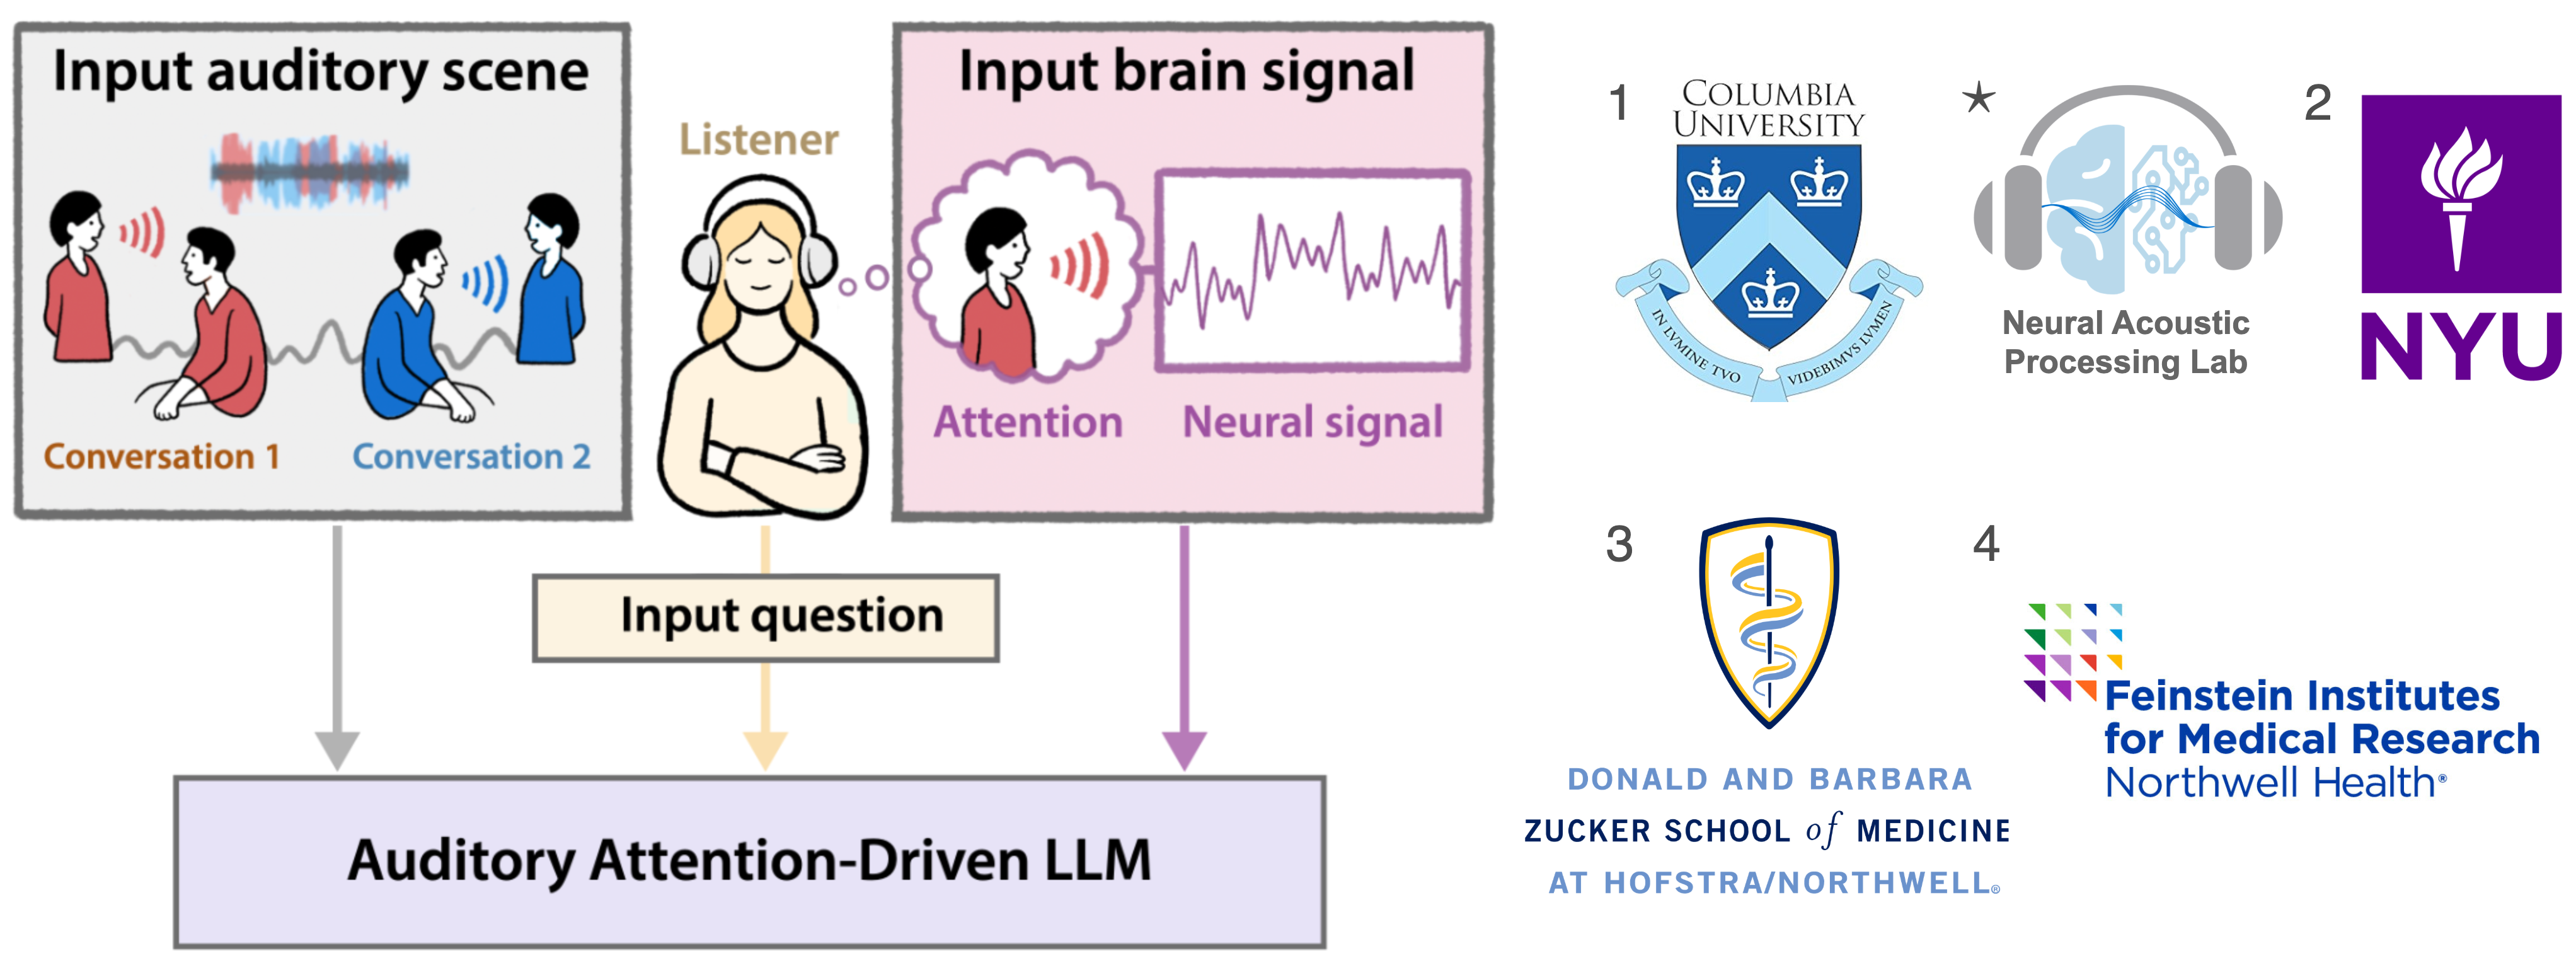 Input auditory scene
Conversation 1
Conversation 2
Listener
Input brain signal
Attention
Neural signal
Input question
Auditory Attention-Driven LLM
1
COLUMBIA
UNIVERSITY
IN LVMINE TVO
VIDEBIMVS LVMEN
★
Neural Acoustic
Processing Lab
2
NYU
3
DONALD AND BARBARA
ZUCKER SCHOOL of MEDICINE
AT HOFSTRA/NORTHWELL®
4
Feinstein Institutes
for Medical Research
Northwell Health®